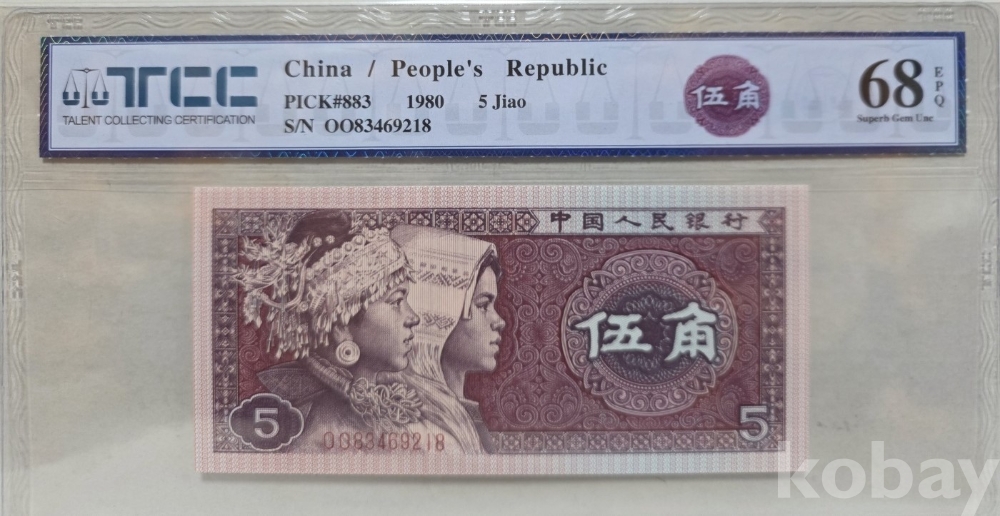 TCC
TALENT COLLECTING CERTIFICATION
China / People's Republic
PICK#883 1980 5 Jiao
S/N OO83469218
伍角
68 EPQ
Superb Gem Unc
中国人民银行
伍角
5
OO83469218
5
kobay